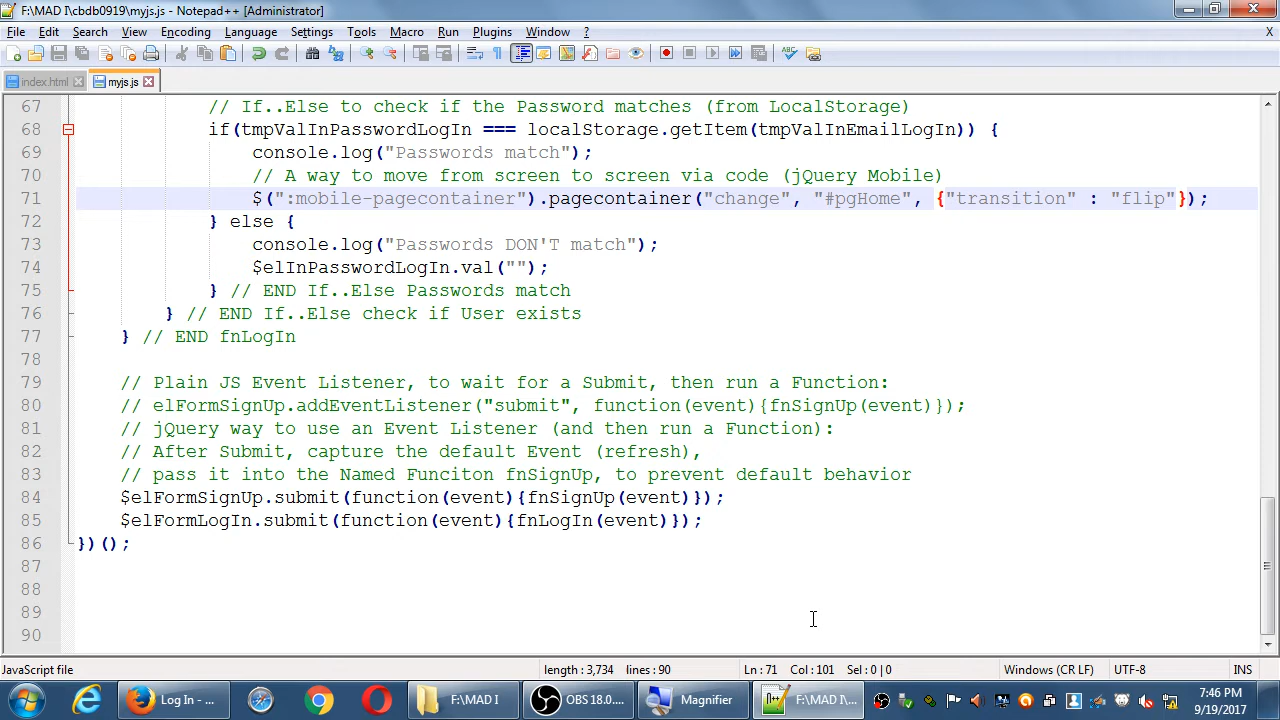 F:\MAD I\cbdb0919\myjs.js - Notepad++ [Administrator]
File Edit Search View Encoding Language Settings Tools Macro Run Plugins Window ? X
index.html myjs.js
67 // If..Else to check if the Password matches (from LocalStorage)
68 if(tmpValInPasswordLogIn === localStorage.getItem(tmpValInEmailLogIn)) {
69 console.log("Passwords match");
70 // A way to move from screen to screen via code (jQuery Mobile)
71 $(":mobile-pagecontainer").pagecontainer("change", "#pgHome", {"transition" : "flip"});
72 } else {
73 console.log("Passwords DON'T match");
74 $elInPasswordLogIn.val("");
75 } // END If..Else Passwords match
76 } // END If..Else check if User exists
77 } // END fnLogIn
78
79 // Plain JS Event Listener, to wait for a Submit, then run a Function:
80 // elFormSignUp.addEventListener("submit", function(event){fnSignUp(event)});
81 // jQuery way to use an Event Listener (and then run a Function):
82 // After Submit, capture the default Event (refresh),
83 // pass it into the Named Funciton fnSignUp, to prevent default behavior
84 $elFormSignUp.submit(function(event){fnSignUp(event)});
85 $elFormLogIn.submit(function(event){fnLogIn(event)});
86 })();
87
88
89
90
JavaScript file length : 3,734 lines : 90 Ln : 71 Col : 101 Sel : 0 | 0 Windows (CR LF) UTF-8 INS
Log In - ... F:\MAD I OBS 18.0.... Magnifier F:\MAD I\... 7:46 PM
9/19/2017